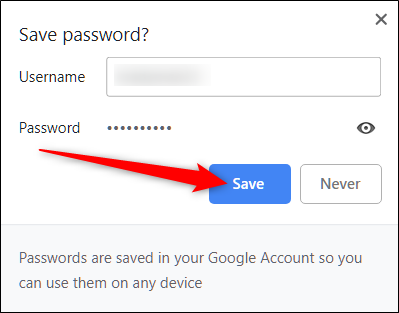 Save password?
Username
Password ••••••••••
Save Never
Passwords are saved in your Google Account so you
can use them on any device